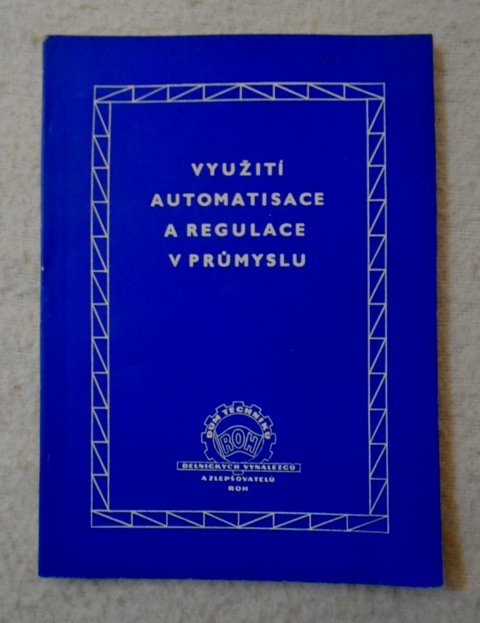 VYUŽITÍ
AUTOMATISACE
A REGULACE
V PRŮMYSLU
DŮM TECHNIKŮ
ROH
DĚLNICKÝCH VYNÁLEZCŮ
A ZLEPŠOVATELŮ
ROH